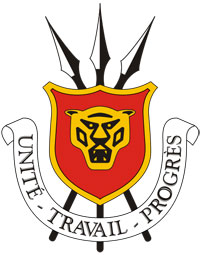 UNITÉ - TRAVAIL - PROGRÈS